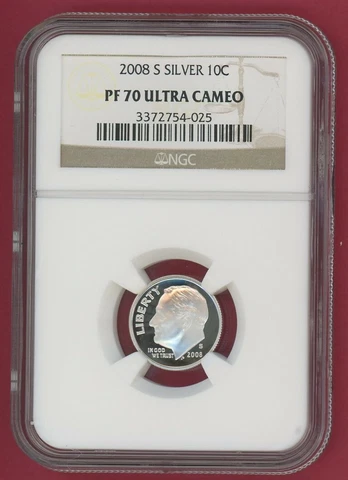 2008 S SILVER 10C
PF 70 ULTRA CAMEO
3372754-025
NGC
LIBERTY
IN GOD
WE TRUST
S
2008